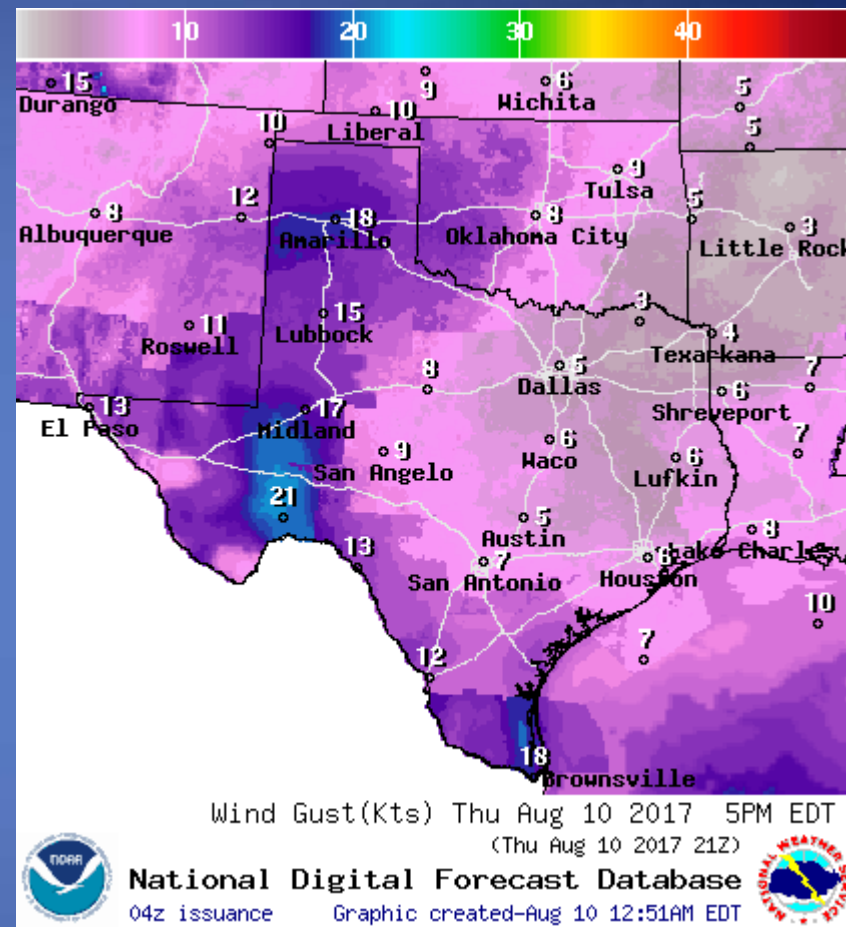 10 20 30 40
15 9 6 5
Durango Wichita
10 10 5
Liberal
9
Tulsa
8 12 18 8 5 3
Albuquerque Amarillo Oklahoma City Little Rock
11 15 3 4
Roswell Lubbock Texarkana
5 7
8 Dallas 6
13 17 Shreveport
El Paso Midland
9 6 6 7
San Angelo Waco Lufkin
21 5 8
Austin Lake Charles
13 7 6
San Antonio Houston
10
12 7
18
Brownsville
Wind Gust(Kts) Thu Aug 10 2017 5PM EDT
(Thu Aug 10 2017 21Z)
NOAA
NATIONAL WEATHER SERVICE
National Digital Forecast Database
04z issuance Graphic created-Aug 10 12:51AM EDT